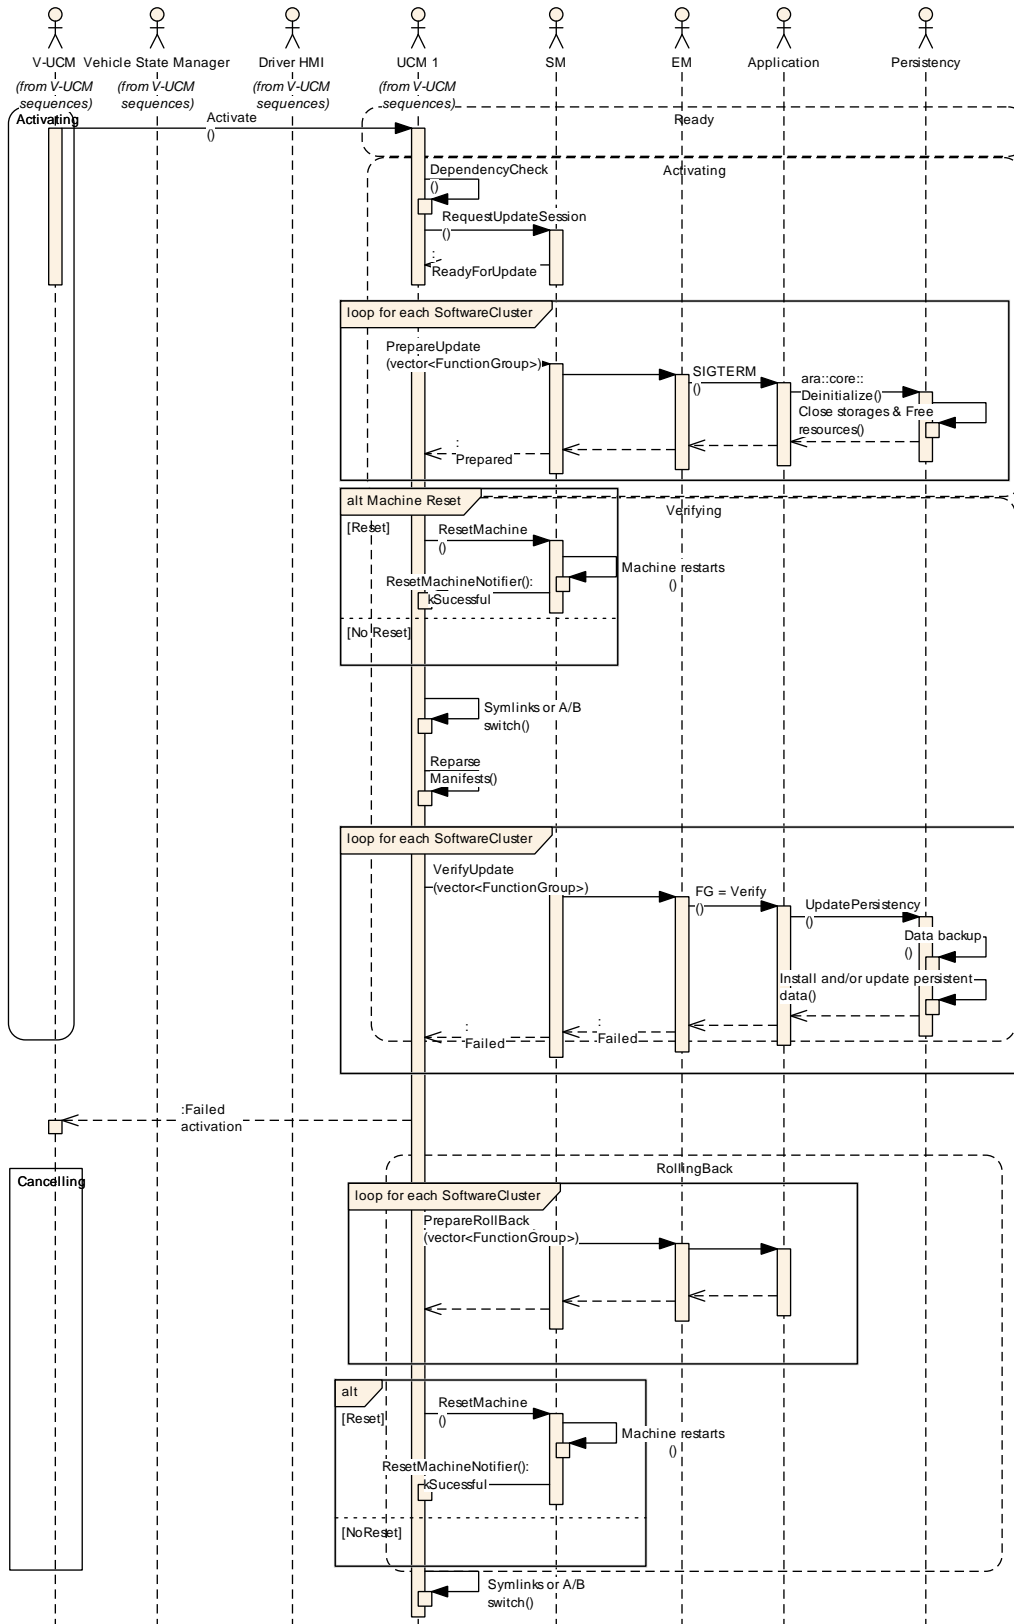 V-UCM
Vehicle State Manager
Driver HMI
UCM 1
SM
EM
Application
Persistency
(from V-UCM
sequences)
(from V-UCM
sequences)
(from V-UCM
sequences)
(from V-UCM
sequences)
Activating
Activate
()
Ready
Activating
DependencyCheck
()
RequestUpdateSession
()
:
ReadyForUpdate
loop for each SoftwareCluster
PrepareUpdate
(vector<FunctionGroup>)
SIGTERM
()
ara::core::
Deinitialize()
Close storages & Free
resources()
:
Prepared
alt Machine Reset
Verifying
[Reset]
ResetMachine
()
Machine restarts
()
ResetMachineNotifier():
kSucessful
[No Reset]
Symlinks or A/B
switch()
Reparse
Manifests()
loop for each SoftwareCluster
VerifyUpdate
(vector<FunctionGroup>)
FG = Verify
()
UpdatePersistency
()
Data backup
()
Install and/or update persistent
data()
:
Failed
:
Failed
:Failed
activation
RollingBack
Cancelling
loop for each SoftwareCluster
PrepareRollBack
(vector<FunctionGroup>)
alt
[Reset]
ResetMachine
()
Machine restarts
()
ResetMachineNotifier():
kSucessful
[NoReset]
Symlinks or A/B
switch()